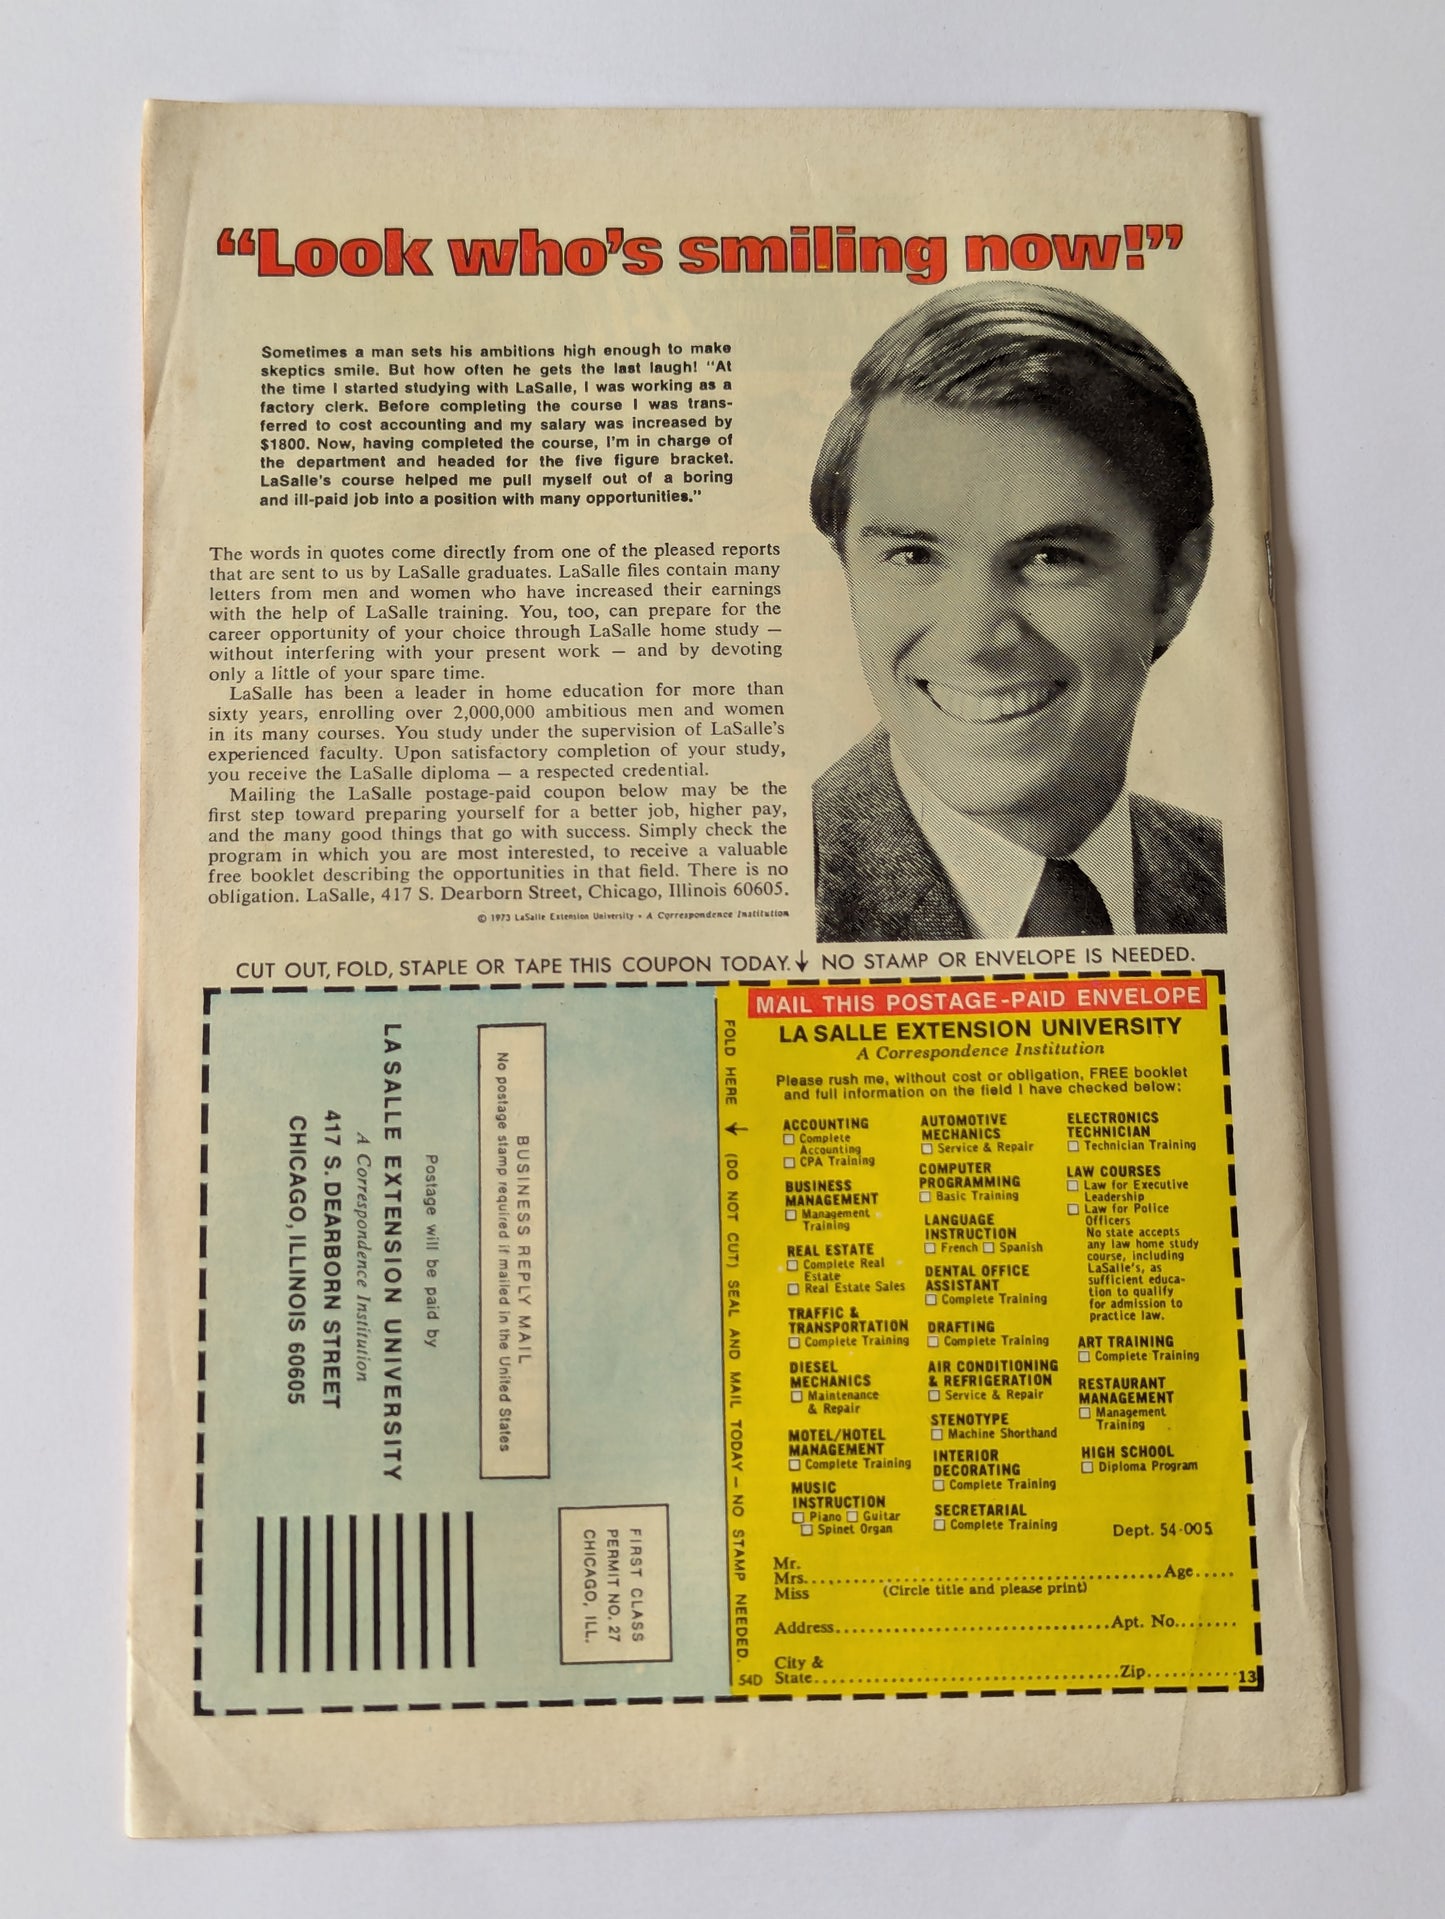 “Look who’s smiling now!”
Sometimes a man sets his ambitions high enough to make
skeptics smile. But how often he gets the last laugh! “At
the time I started studying with LaSalle, I was working as a
factory clerk. Before completing the course I was trans-
ferred to cost accounting and my salary was increased by
$1800. Now, having completed the course, I’m in charge of
the department and headed for the five figure bracket.
LaSalle’s course helped me pull myself out of a boring
and ill-paid job into a position with many opportunities.”
The words in quotes come directly from one of the pleased reports
that are sent to us by LaSalle graduates. LaSalle files contain many
letters from men and women who have increased their earnings
with the help of LaSalle training. You, too, can prepare for the
career opportunity of your choice through LaSalle home study —
without interfering with your present work — and by devoting
only a little of your spare time.
LaSalle has been a leader in home education for more than
sixty years, enrolling over 2,000,000 ambitious men and women
in its many courses. You study under the supervision of LaSalle’s
experienced faculty. Upon satisfactory completion of your study,
you receive the LaSalle diploma — a respected credential.
Mailing the LaSalle postage-paid coupon below may be the
first step toward preparing yourself for a better job, higher pay,
and the many good things that go with success. Simply check the
program in which you are most interested, to receive a valuable
free booklet describing the opportunities in that field. There is no
obligation. LaSalle, 417 S. Dearborn Street, Chicago, Illinois 60605.
© 1973 LaSalle Extension University • A Correspondence Institution
CUT OUT, FOLD, STAPLE OR TAPE THIS COUPON TODAY. ↓ NO STAMP OR ENVELOPE IS NEEDED.
BUSINESS REPLY MAIL
No postage stamp required if mailed in the United States
Postage will be paid by
LA SALLE EXTENSION UNIVERSITY
A Correspondence Institution
417 S. DEARBORN STREET
CHICAGO, ILLINOIS 60605
FIRST CLASS
PERMIT NO. 27
CHICAGO, ILL.
FOLD HERE ↓ (DO NOT CUT) SEAL AND MAIL TODAY — NO STAMP NEEDED.
54D
MAIL THIS POSTAGE-PAID ENVELOPE
LA SALLE EXTENSION UNIVERSITY
A Correspondence Institution
Please rush me, without cost or obligation, FREE booklet
and full information on the field I have checked below:
ACCOUNTING
☐ Complete
Accounting
☐ CPA Training
BUSINESS
MANAGEMENT
☐ Management
Training
REAL ESTATE
☐ Complete Real
Estate
☐ Real Estate Sales
TRAFFIC &
TRANSPORTATION
☐ Complete Training
DIESEL
MECHANICS
☐ Maintenance
& Repair
MOTEL/HOTEL
MANAGEMENT
☐ Complete Training
MUSIC
INSTRUCTION
☐ Piano ☐ Guitar
☐ Spinet Organ
AUTOMOTIVE
MECHANICS
☐ Service & Repair
COMPUTER
PROGRAMMING
☐ Basic Training
LANGUAGE
INSTRUCTION
☐ French ☐ Spanish
DENTAL OFFICE
ASSISTANT
☐ Complete Training
DRAFTING
☐ Complete Training
AIR CONDITIONING
& REFRIGERATION
☐ Service & Repair
STENOTYPE
☐ Machine Shorthand
INTERIOR
DECORATING
☐ Complete Training
SECRETARIAL
☐ Complete Training
ELECTRONICS
TECHNICIAN
☐ Technician Training
LAW COURSES
☐ Law for Executive
Leadership
☐ Law for Police
Officers
No state accepts
any law home study
course, including
LaSalle’s, as
sufficient educa-
tion to qualify
for admission to
practice law.
ART TRAINING
☐ Complete Training
RESTAURANT
MANAGEMENT
☐ Management
Training
HIGH SCHOOL
☐ Diploma Program
Dept. 54-005
Mr.
Mrs. Age
Miss (Circle title and please print)
Address Apt. No.
City &
State Zip 13